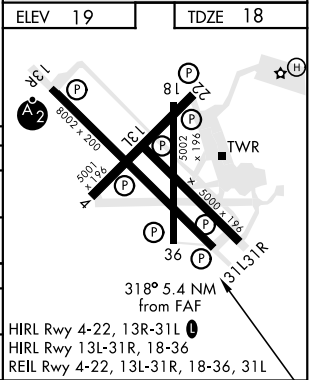 ELEV 19
TDZE 18
13R
P
P
18
22
H
A2
8002 x 200
13L
P
5002 x 196
TWR
5001 x 196
P
4
x 5000 x 196
P
P
36
P
31L31R
318° 5.4 NM
from FAF
HIRL Rwy 4-22, 13R-31L L
HIRL Rwy 13L-31R, 18-36
REIL Rwy 4-22, 13L-31R, 18-36, 31L